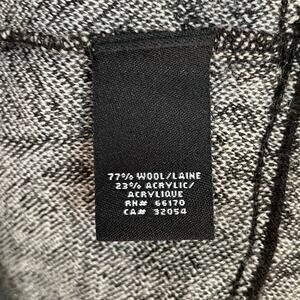 77% WOOL/LAINE
23% ACRYLIC/
ACRYLIQUE
RN# 66170
CA# 32054